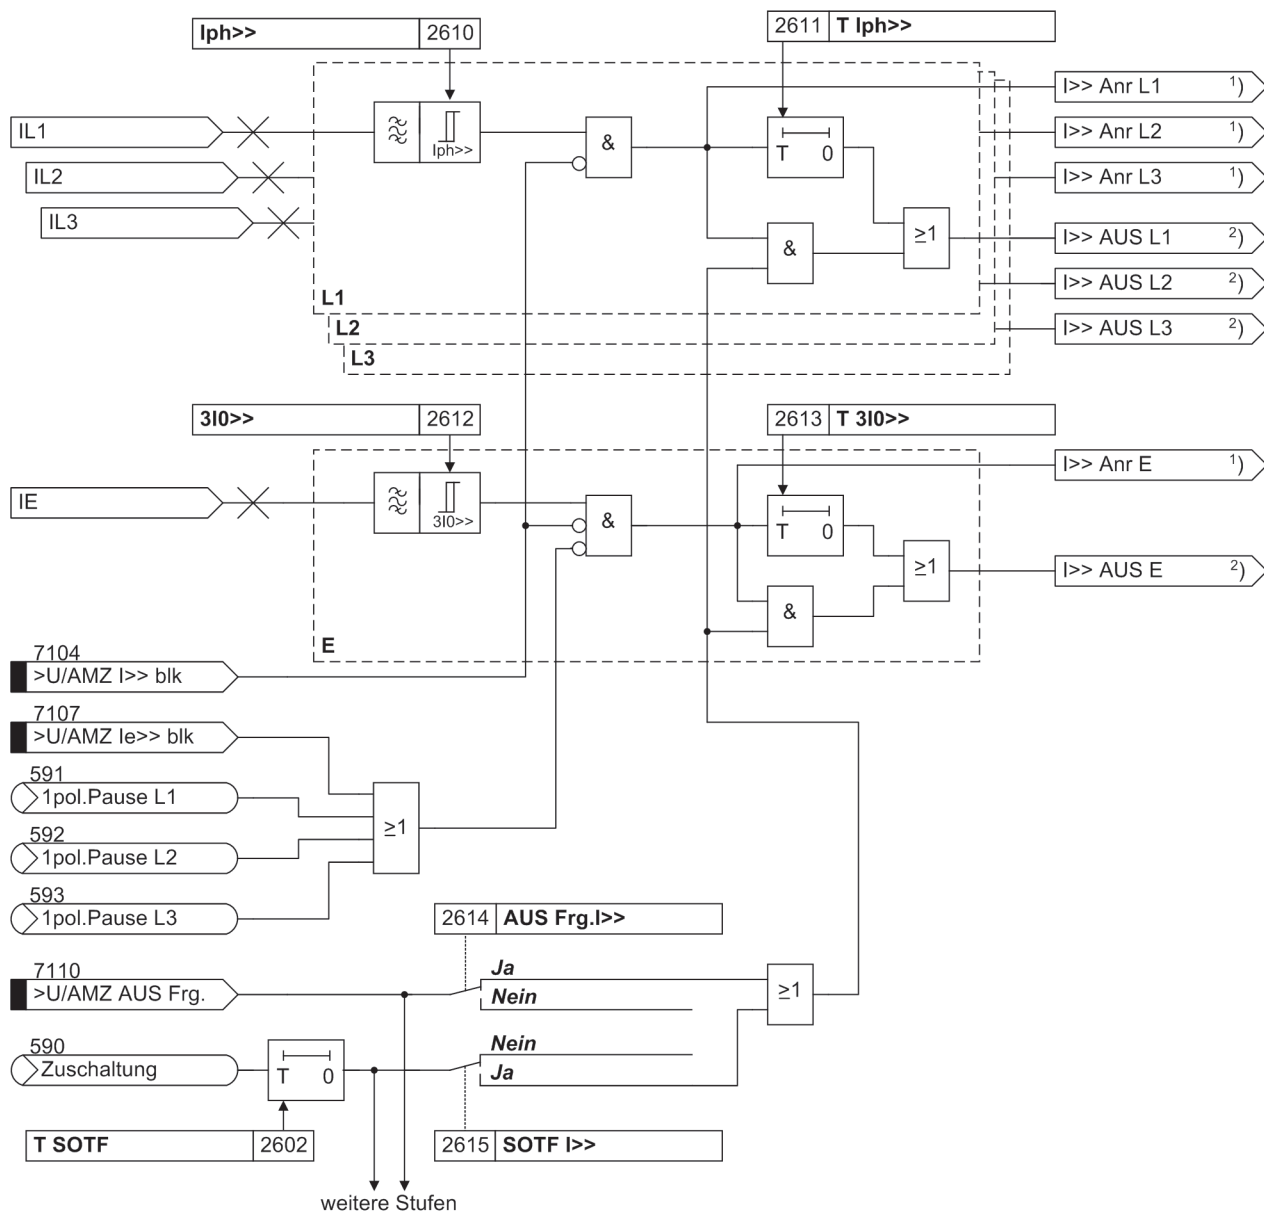 Iph>> 2610
2611 T Iph>>
IL1
IL2
IL3
Iph>>
&
T 0
&
≥1
L1
L2
L3
I>> Anr L1 1)
I>> Anr L2 1)
I>> Anr L3 1)
I>> AUS L1 2)
I>> AUS L2 2)
I>> AUS L3 2)
3I0>> 2612
2613 T 3I0>>
IE
3I0>>
&
T 0
&
≥1
E
I>> Anr E 1)
I>> AUS E 2)
7104
>U/AMZ I>> blk
7107
>U/AMZ Ie>> blk
591
1pol.Pause L1
592
1pol.Pause L2
593
1pol.Pause L3
≥1
2614 AUS Frg.I>>
7110
>U/AMZ AUS Frg.
Ja
Nein
≥1
590
Zuschaltung
T 0
Nein
Ja
T SOTF 2602
2615 SOTF I>>
weitere Stufen